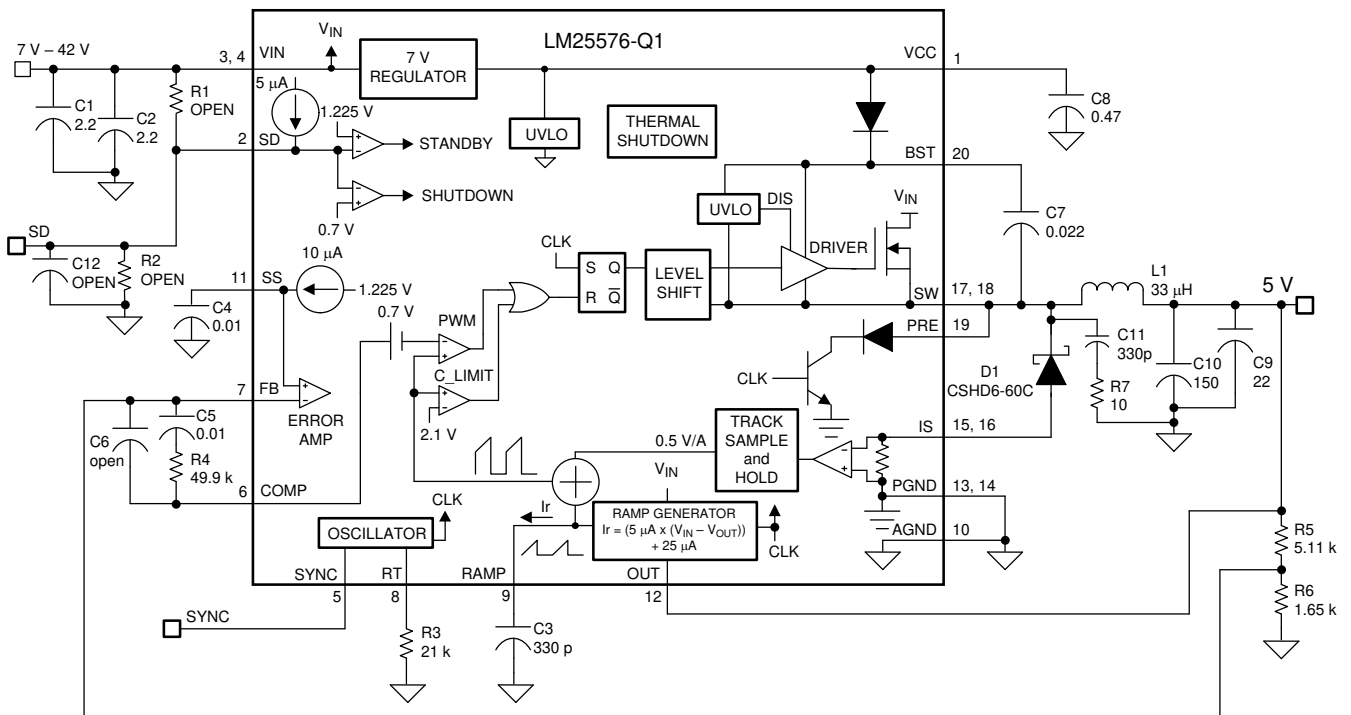 LM25576-Q1
7 V – 42 V
3, 4
VIN
VIN
7 V
REGULATOR
VCC
1
C1
2.2
C2
2.2
R1
OPEN
5 µA
1.225 V
2
SD
STANDBY
SHUTDOWN
0.7 V
UVLO
THERMAL
SHUTDOWN
C8
0.47
BST
20
UVLO
DIS
VIN
DRIVER
C7
0.022
SD
C12
OPEN
R2
OPEN
11
SS
10 µA
1.225 V
C4
0.01
CLK
S Q
R Q̅
LEVEL
SHIFT
SW
17, 18
L1
33 µH
5 V
0.7 V
PWM
C_LIMIT
2.1 V
PRE
19
CLK
D1
CSHD6-60C
C11
330p
R7
10
C10
150
C9
22
7
FB
ERROR
AMP
C6
open
C5
0.01
R4
49.9 k
6
COMP
0.5 V/A
TRACK
SAMPLE
and
HOLD
IS
15, 16
PGND
13, 14
AGND
10
VIN
Ir
RAMP GENERATOR
Ir = (5 µA x (VIN – VOUT))
+ 25 µA
CLK
CLK
OSCILLATOR
SYNC
5
RT
8
RAMP
9
OUT
12
R5
5.11 k
R6
1.65 k
SYNC
R3
21 k
C3
330 p